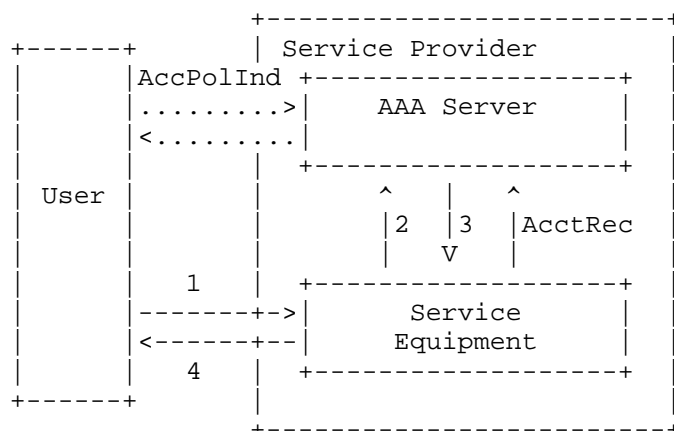 Service Provider
AccPolInd
AAA Server
User
2 3 AcctRec
V
1
Service
Equipment
4